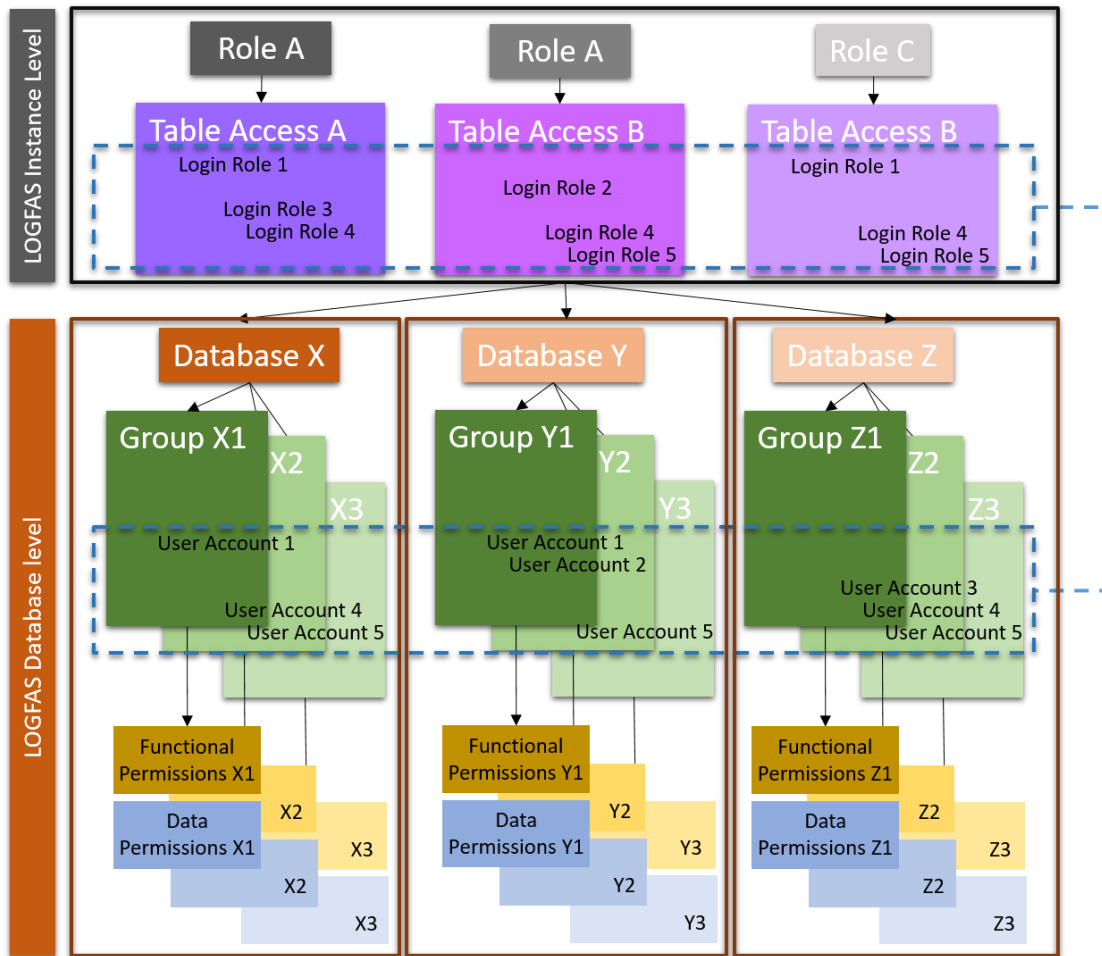 LOGFAS Instance Level
Role A
Role A
Role C
Table Access A
Table Access B
Table Access B
Login Role 1
Login Role 3
Login Role 4
Login Role 2
Login Role 4
Login Role 5
Login Role 1
Login Role 4
Login Role 5
LOGFAS Database level
Database X
Database Y
Database Z
Group X1
X2
X3
User Account 1
User Account 4
User Account 5
Group Y1
Y2
Y3
User Account 1
User Account 2
User Account 5
Group Z1
Z2
Z3
User Account 3
User Account 4
User Account 5
Functional
Permissions X1
X2
X3
Data
Permissions X1
X2
X3
Functional
Permissions Y1
Y2
Y3
Data
Permissions Y1
Y2
Y3
Functional
Permissions Z1
Z2
Z3
Data
Permissions Z1
Z2
Z3